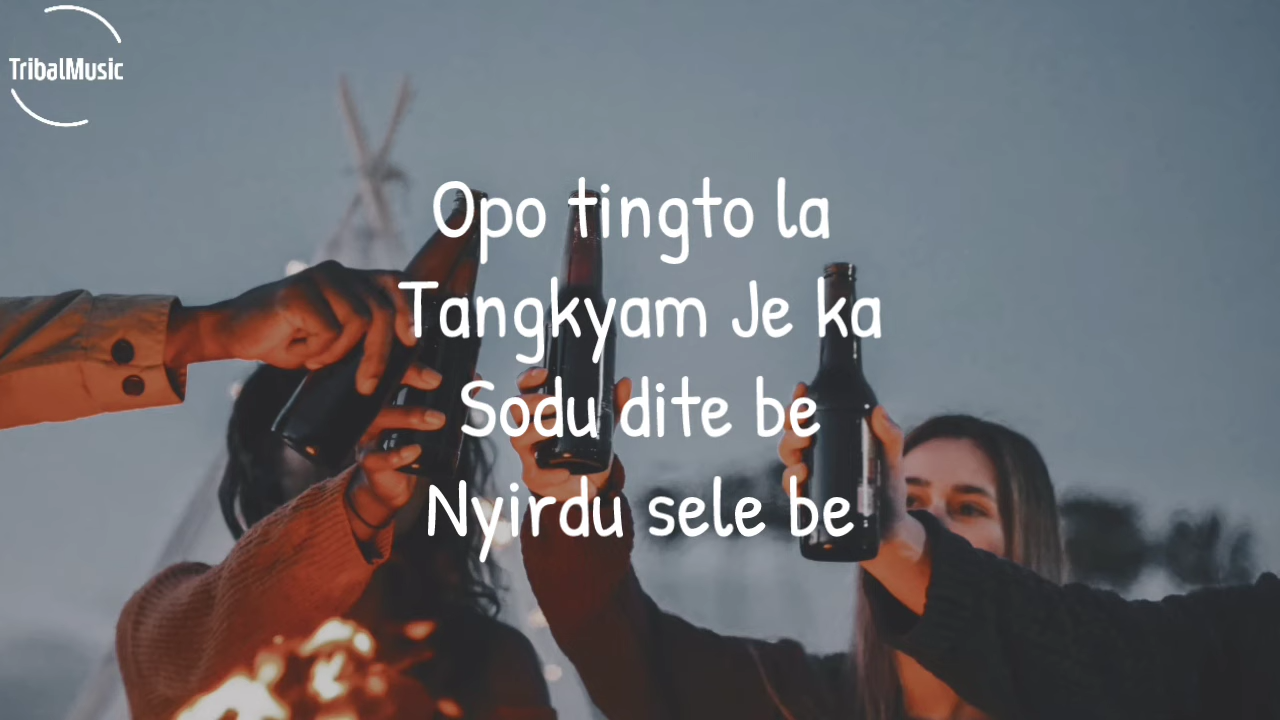 TribalMusic
Opo tingto la
Tangkyam Je ka
Sodu dite be
Nyirdu sele be